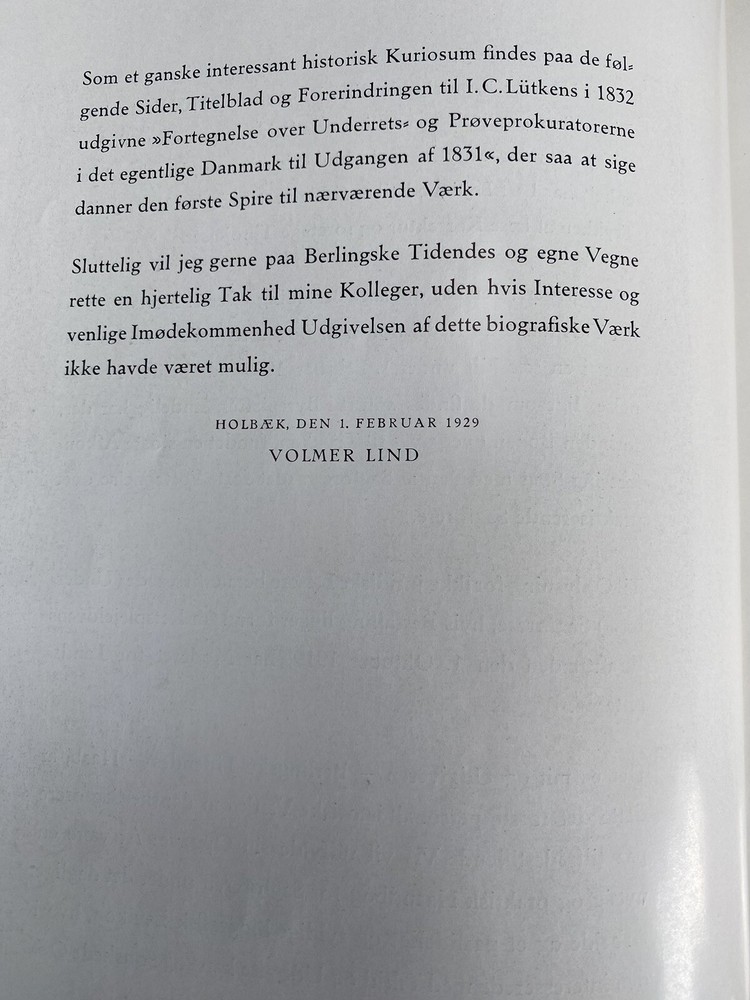 Som et ganske interessant historisk Kuriosum findes paa de føl⸗
gende Sider, Titelblad og Forerindringen til I. C. Lütkens i 1832
udgivne »Fortegnelse over Underrets⸗ og Prøveprokuratorerne
i det egentlige Danmark til Udgangen af 1831«, der saa at sige
danner den første Spire til nærværende Værk.
Sluttelig vil jeg gerne paa Berlingske Tidendes og egne Vegne
rette en hjertelig Tak til mine Kolleger, uden hvis Interesse og
venlige Imødekommenhed Udgivelsen af dette biografiske Værk
ikke havde været mulig.
HOLBÆK, DEN 1. FEBRUAR 1929
VOLMER LIND